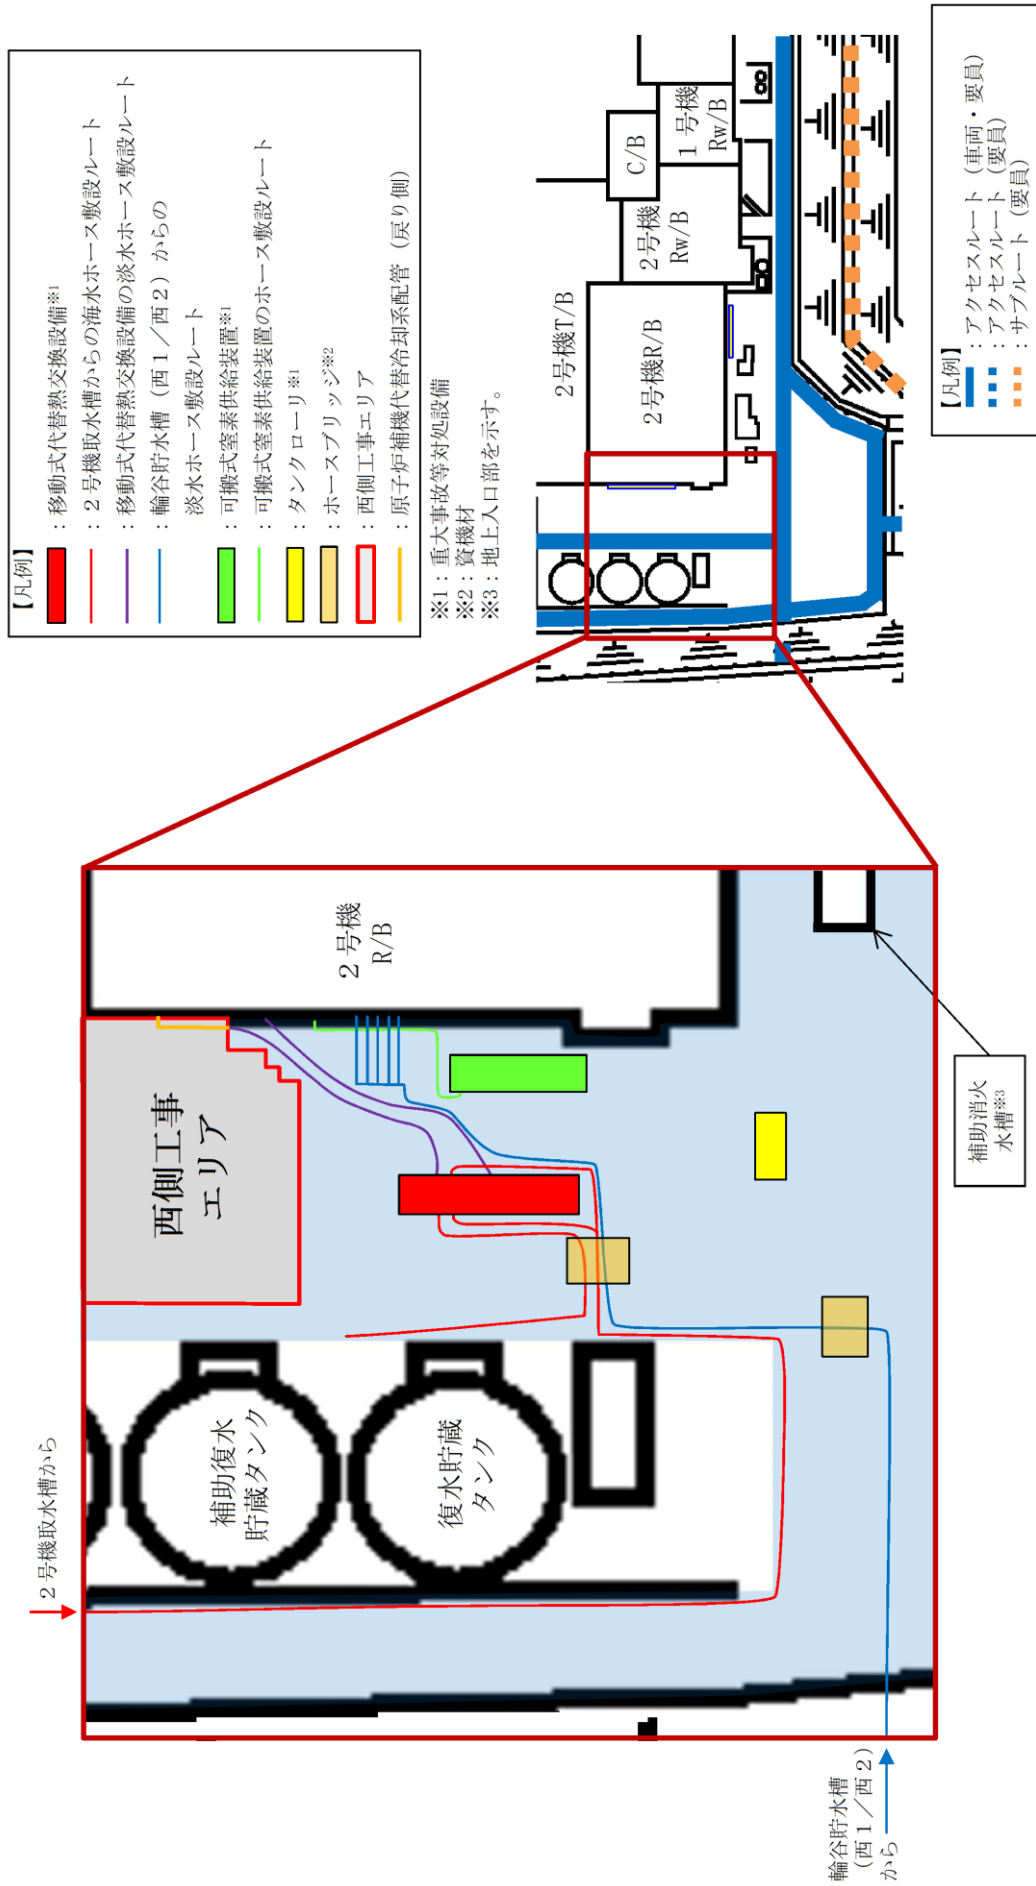 【凡例】
：移動式代替熱交換設備※1
：２号機取水槽からの海水ホース敷設ルート
：移動式代替熱交換設備の淡水ホース敷設ルート
：輪谷貯水槽（西１／西２）からの
淡水ホース敷設ルート
：可搬式窒素供給装置※1
：可搬式窒素供給装置のホース敷設ルート
：タンクローリ※1
：ホースブリッジ※2
：西側工事エリア
：原子炉補機代替冷却系配管（戻り側）
※1：重大事故等対処設備
※2：資機材
※3：地上入口部を示す。
2号機T/B
2号機R/B
2号機
Rw/B
C/B
１号機
Rw/B
【凡例】
：アクセスルート（車両・要員）
：アクセスルート（要員）
：サブルート（要員）
２号機取水槽から
西側工事
エリア
２号機
R/B
補助復水
貯蔵タンク
復水貯蔵
タンク
補助消火
水槽※3
輪谷貯水槽
（西１／西２）
から